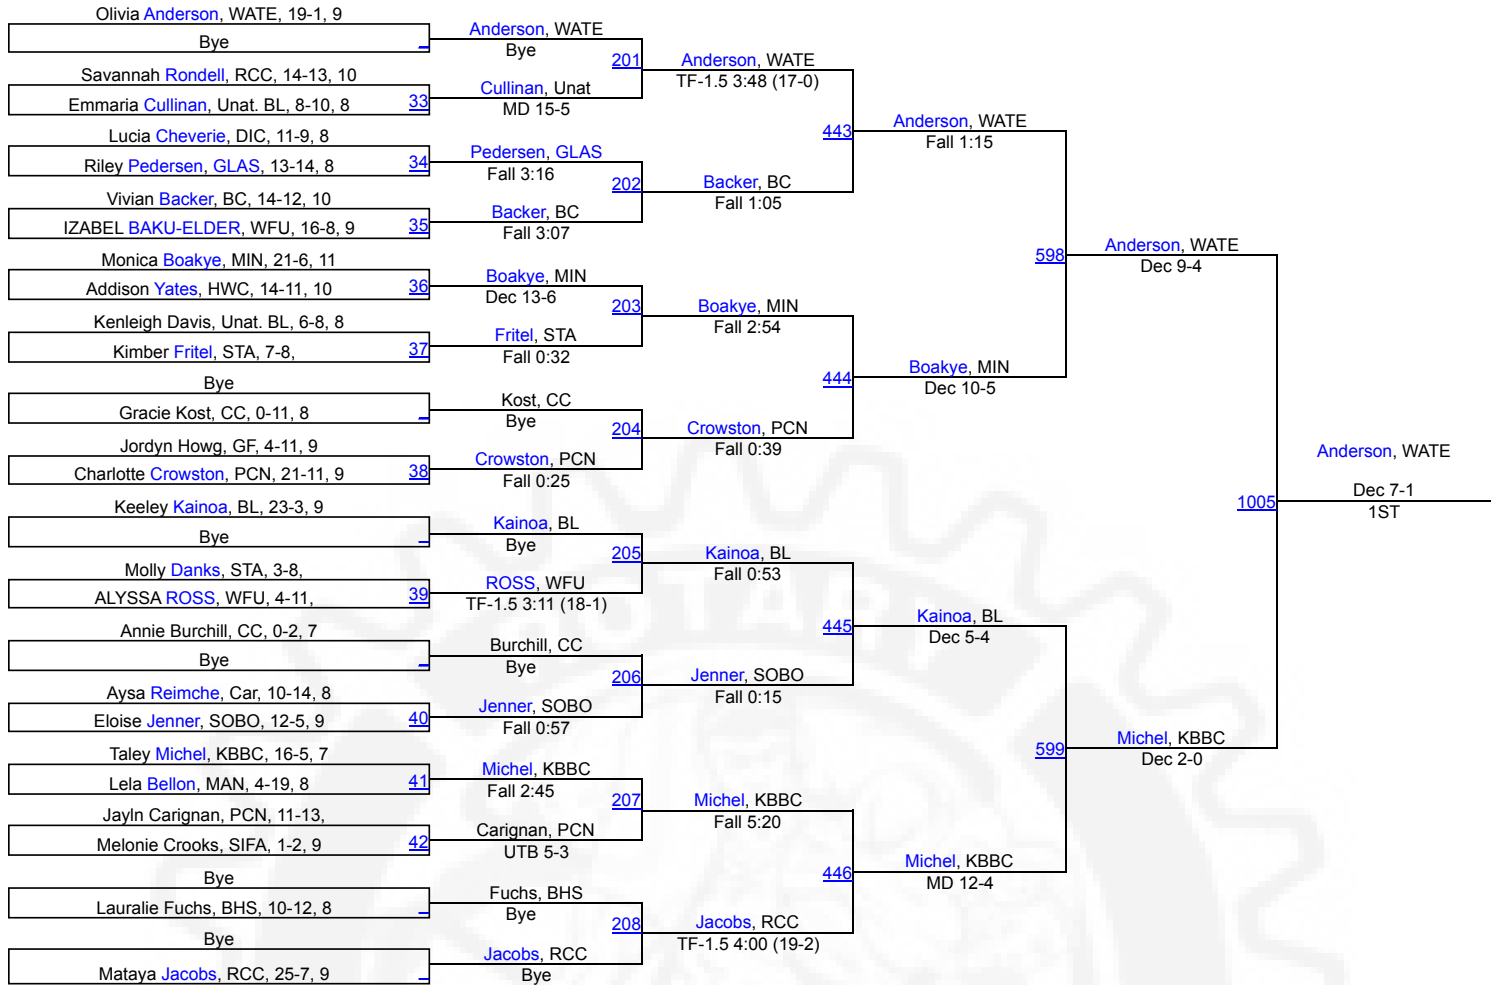 Olivia Anderson, WATE, 19-1, 9
Bye
Savannah Rondell, RCC, 14-13, 10
Emmaria Cullinan, Unat. BL, 8-10, 8
33
Lucia Cheverie, DIC, 11-9, 8
Riley Pedersen, GLAS, 13-14, 8
34
Vivian Backer, BC, 14-12, 10
IZABEL BAKU-ELDER, WFU, 16-8, 9
35
Monica Boakye, MIN, 21-6, 11
Addison Yates, HWC, 14-11, 10
36
Kenleigh Davis, Unat. BL, 6-8, 8
Kimber Fritel, STA, 7-8,
37
Bye
Gracie Kost, CC, 0-11, 8
Jordyn Howg, GF, 4-11, 9
Charlotte Crowston, PCN, 21-11, 9
38
Keeley Kainoa, BL, 23-3, 9
Bye
Molly Danks, STA, 3-8,
ALYSSA ROSS, WFU, 4-11,
39
Annie Burchill, CC, 0-2, 7
Bye
Aysa Reimche, Car, 10-14, 8
Eloise Jenner, SOBO, 12-5, 9
40
Taley Michel, KBBC, 16-5, 7
Lela Bellon, MAN, 4-19, 8
41
Jayln Carignan, PCN, 11-13,
Melonie Crooks, SIFA, 1-2, 9
42
Bye
Lauralie Fuchs, BHS, 10-12, 8
Bye
Mataya Jacobs, RCC, 25-7, 9
Anderson, WATE
Bye
201
Cullinan, Unat
MD 15-5
Pedersen, GLAS
Fall 3:16
202
Backer, BC
Fall 3:07
Boakye, MIN
Dec 13-6
203
Fritel, STA
Fall 0:32
Kost, CC
Bye
204
Crowston, PCN
Fall 0:25
Kainoa, BL
Bye
205
ROSS, WFU
TF-1.5 3:11 (18-1)
Burchill, CC
Bye
206
Jenner, SOBO
Fall 0:57
Michel, KBBC
Fall 2:45
207
Carignan, PCN
UTB 5-3
Fuchs, BHS
Bye
208
Jacobs, RCC
Bye
Anderson, WATE
TF-1.5 3:48 (17-0)
443
Backer, BC
Fall 1:05
Boakye, MIN
Fall 2:54
444
Crowston, PCN
Fall 0:39
Kainoa, BL
Fall 0:53
445
Jenner, SOBO
Fall 0:15
Michel, KBBC
Fall 5:20
446
Jacobs, RCC
TF-1.5 4:00 (19-2)
Anderson, WATE
Fall 1:15
598
Boakye, MIN
Dec 10-5
Kainoa, BL
Dec 5-4
599
Michel, KBBC
MD 12-4
Anderson, WATE
Dec 9-4
1005
Michel, KBBC
Dec 2-0
Anderson, WATE
Dec 7-1
1ST
ROTARY